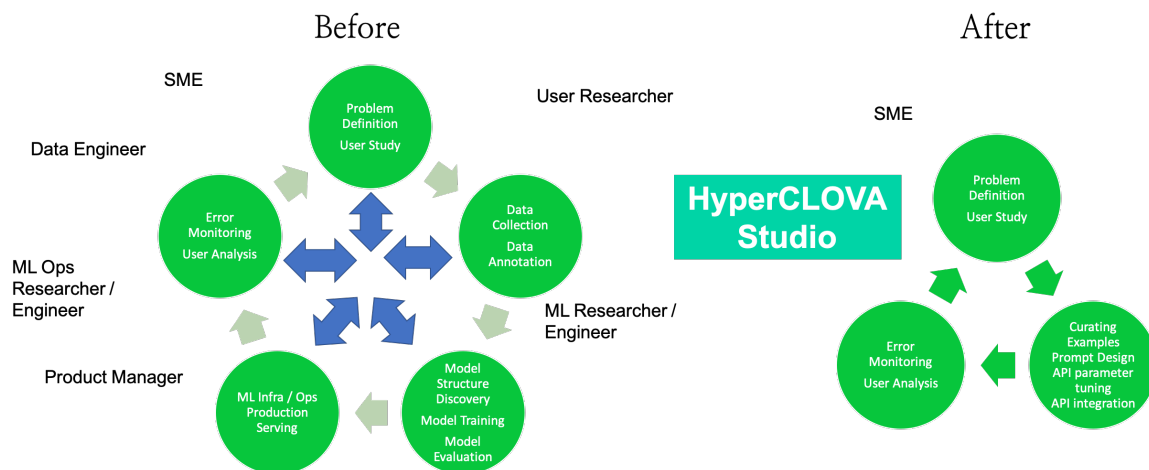 Before
After
SME
User Researcher
Data Engineer
ML Ops
Researcher /
Engineer
Product Manager
ML Researcher /
Engineer
Problem
Definition
User Study
Data
Collection
Data
Annotation
Model
Structure
Discovery
Model Training
Model
Evaluation
ML Infra / Ops
Production
Serving
Error
Monitoring
User Analysis
HyperCLOVA
Studio
SME
Problem
Definition
User Study
Curating
Examples
Prompt Design
API parameter
tuning
API integration
Error
Monitoring
User Analysis